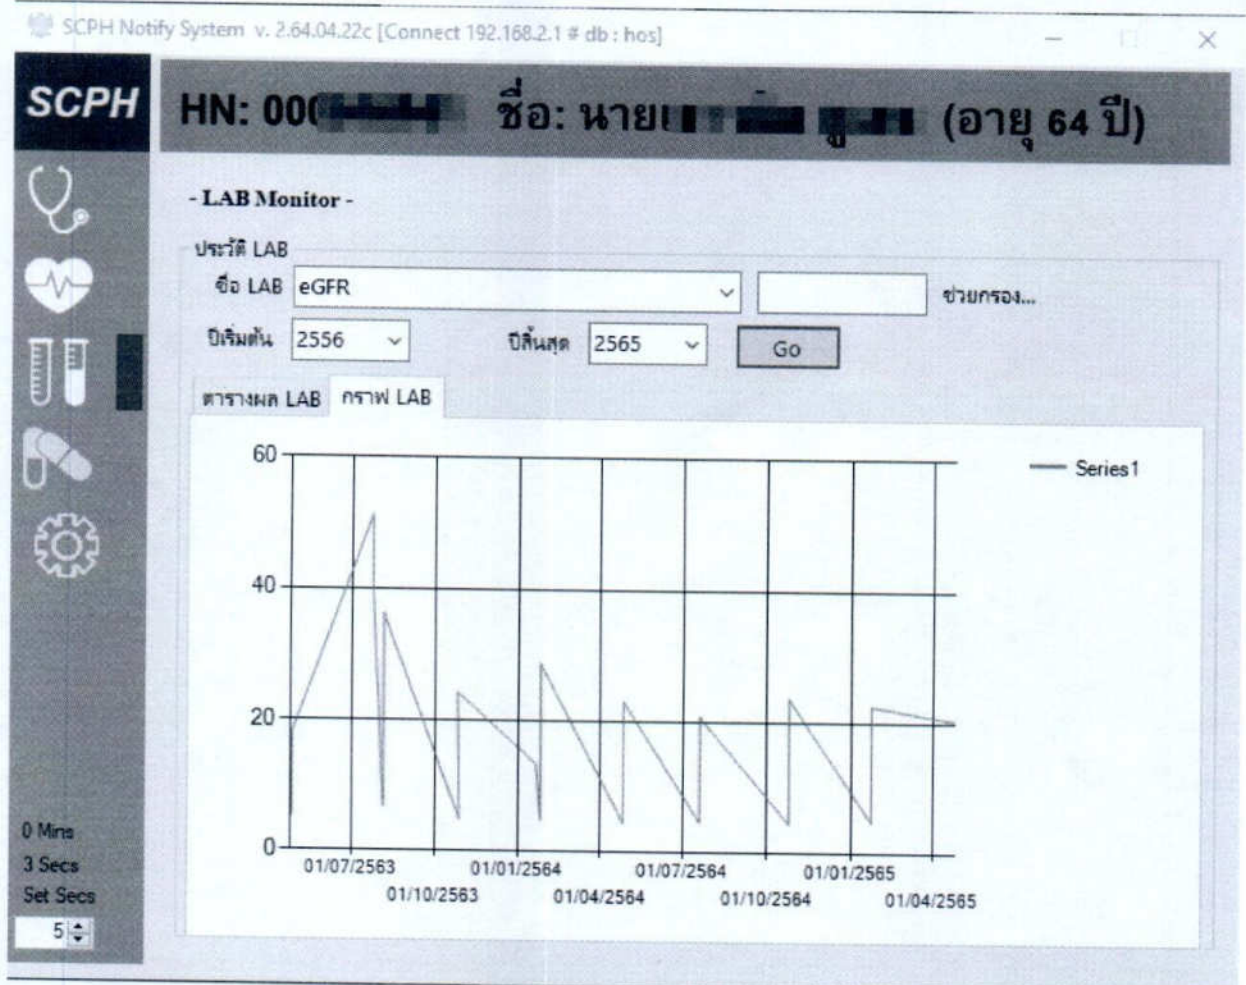 SCPH Notify System v. 2.64.04.22c [Connect 192.168.2.1 # db : hos]
SCPH
HN: 000 ชื่อ: นาย (อายุ 64 ปี)
- LAB Monitor -
ประวัติ LAB
ชื่อ LAB eGFR ช่วยกรอง...
ปีเริ่มต้น 2556 ปีสิ้นสุด 2565 Go
ตารางผล LAB กราฟ LAB
60
Series1
40
20
0
01/07/2563 01/01/2564 01/07/2564 01/01/2565
01/10/2563 01/04/2564 01/10/2564 01/04/2565
0 Mins
3 Secs
Set Secs
5